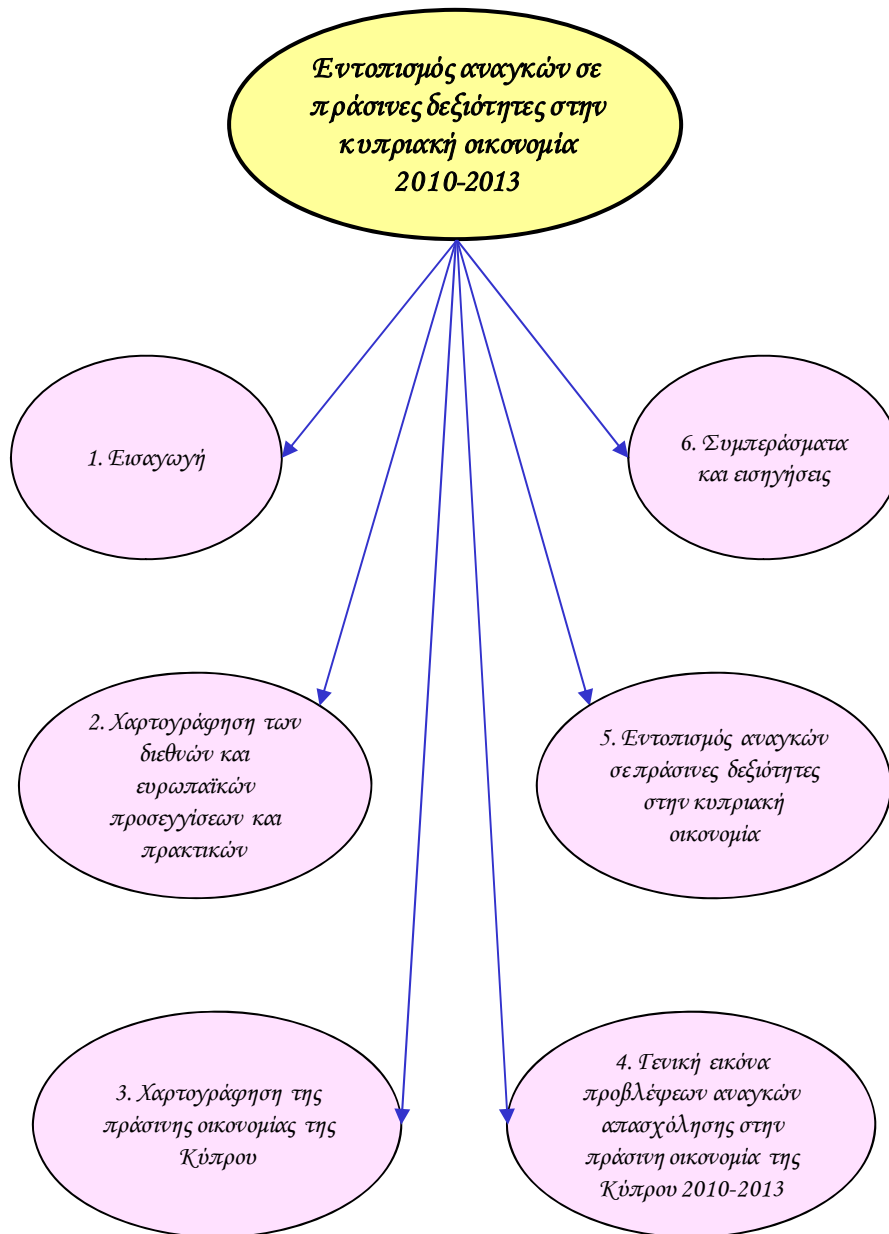 Εντοπισμός αναγκών σε
πράσινες δεξιότητες στην
κυπριακή οικονομία
2010-2013
1. Εισαγωγή
6. Συμπεράσματα
και εισηγήσεις
2. Χαρτογράφηση των
διεθνών και
ευρωπαϊκών
προσεγγίσεων και
πρακτικών
5. Εντοπισμός αναγκών
σε πράσινες δεξιότητες
στην κυπριακή
οικονομία
3. Χαρτογράφηση της
πράσινης οικονομίας της
Κύπρου
4. Γενική εικόνα
προβλέψεων αναγκών
απασχόλησης στην
πράσινη οικονομία της
Κύπρου 2010-2013